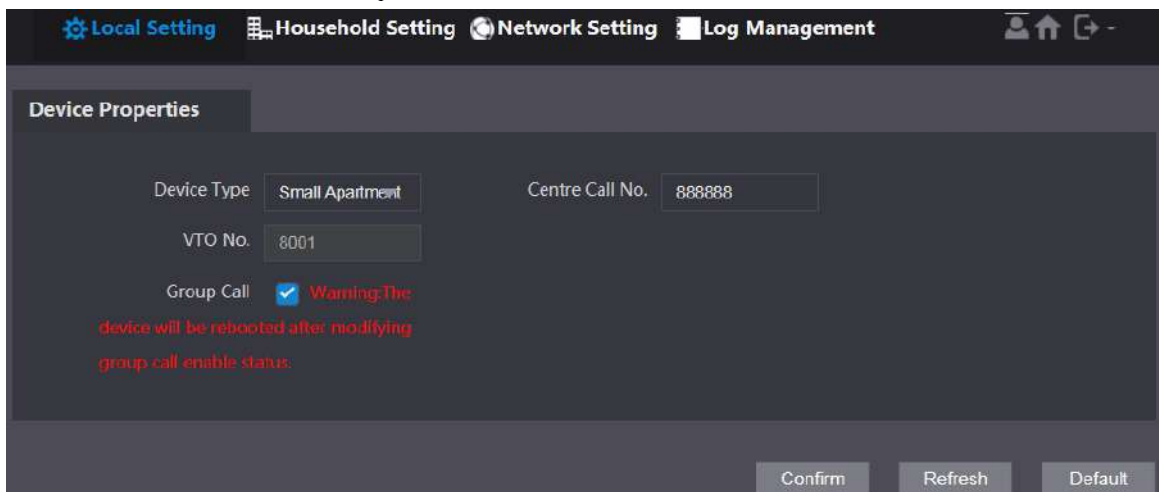 Local Setting Household Setting Network Setting Log Management
Device Properties
Device Type Small Apartment Centre Call No. 888888
VTO No. 8001
Group Call Warning:The
device will be rebooted after modifying
group call enable status.
Confirm Refresh Default